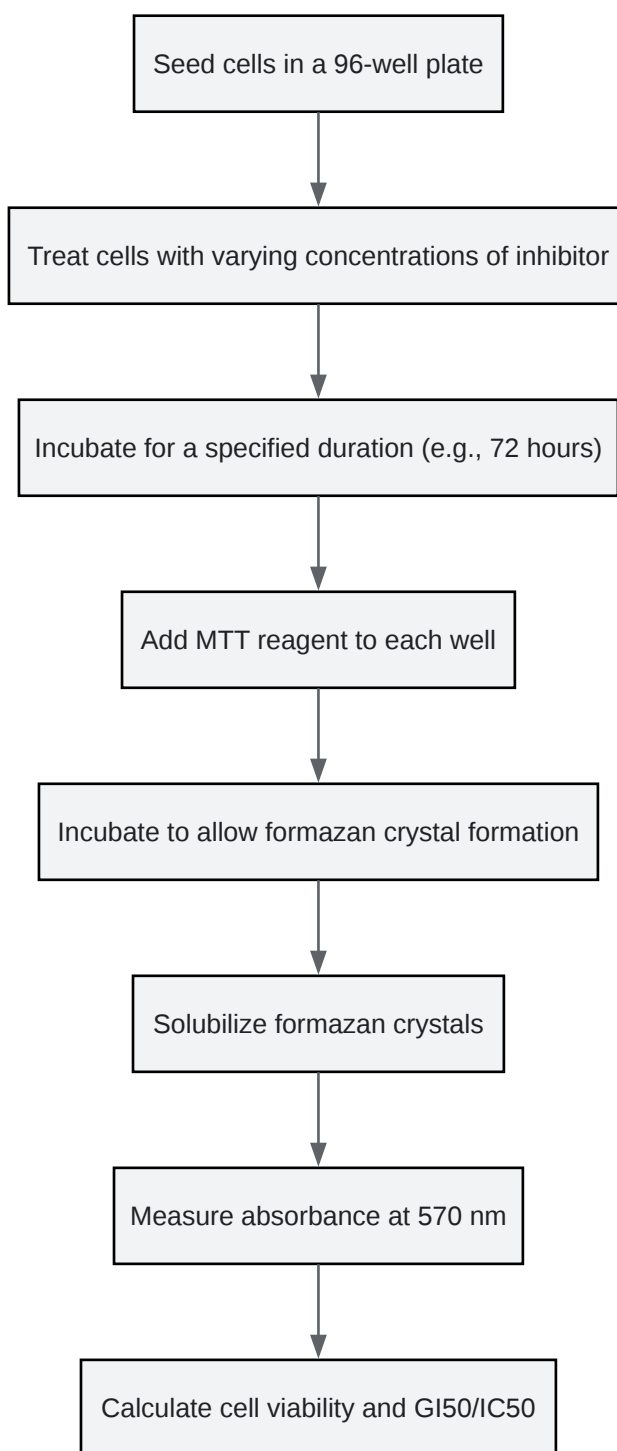 Seed cells in a 96-well plate
Treat cells with varying concentrations of inhibitor
Incubate for a specified duration (e.g., 72 hours)
Add MTT reagent to each well
Incubate to allow formazan crystal formation
Solubilize formazan crystals
Measure absorbance at 570 nm
Calculate cell viability and GI50/IC50